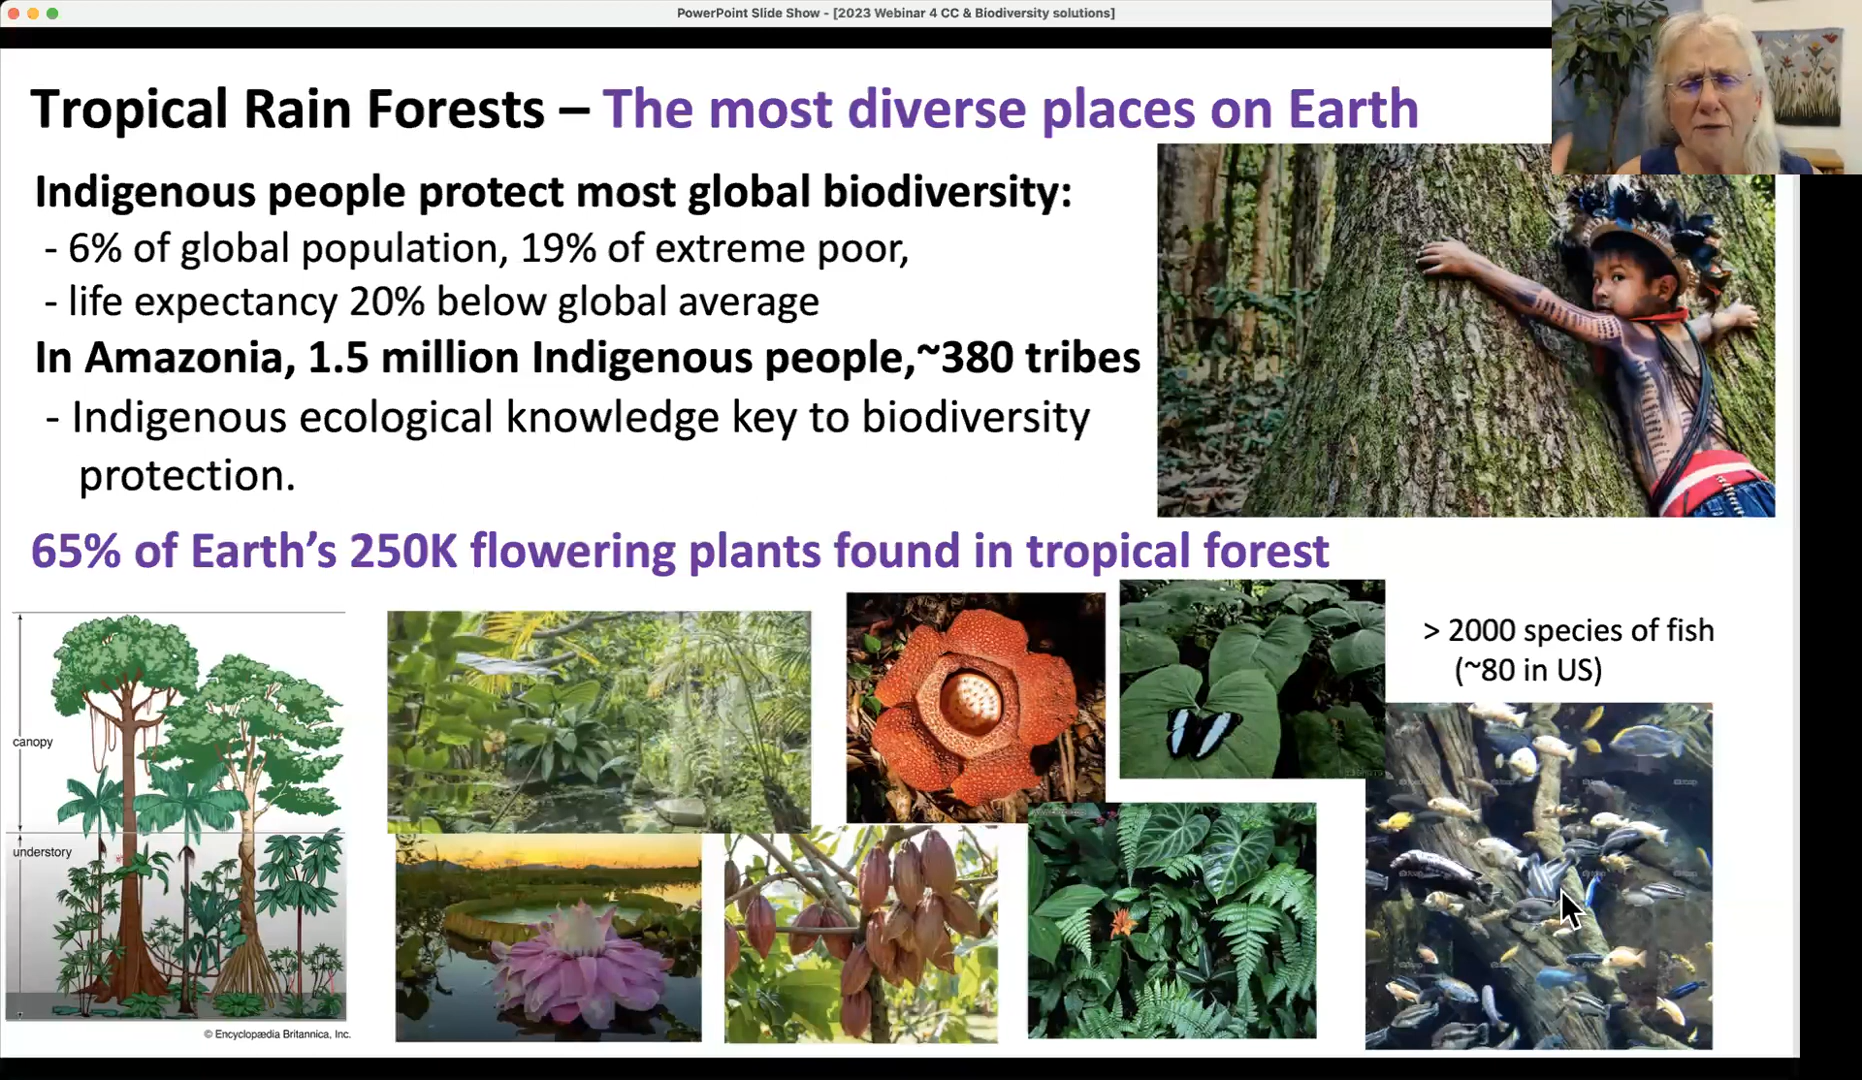 PowerPoint Slide Show - [2023 Webinar 4 CC & Biodiversity solutions]
Tropical Rain Forests – The most diverse places on Earth
Indigenous people protect most global biodiversity:
- 6% of global population, 19% of extreme poor,
- life expectancy 20% below global average
In Amazonia, 1.5 million Indigenous people,~380 tribes
- Indigenous ecological knowledge key to biodiversity
protection.
65% of Earth's 250K flowering plants found in tropical forest
> 2000 species of fish
(~80 in US)
canopy
understory
© Encyclopædia Britannica, Inc.